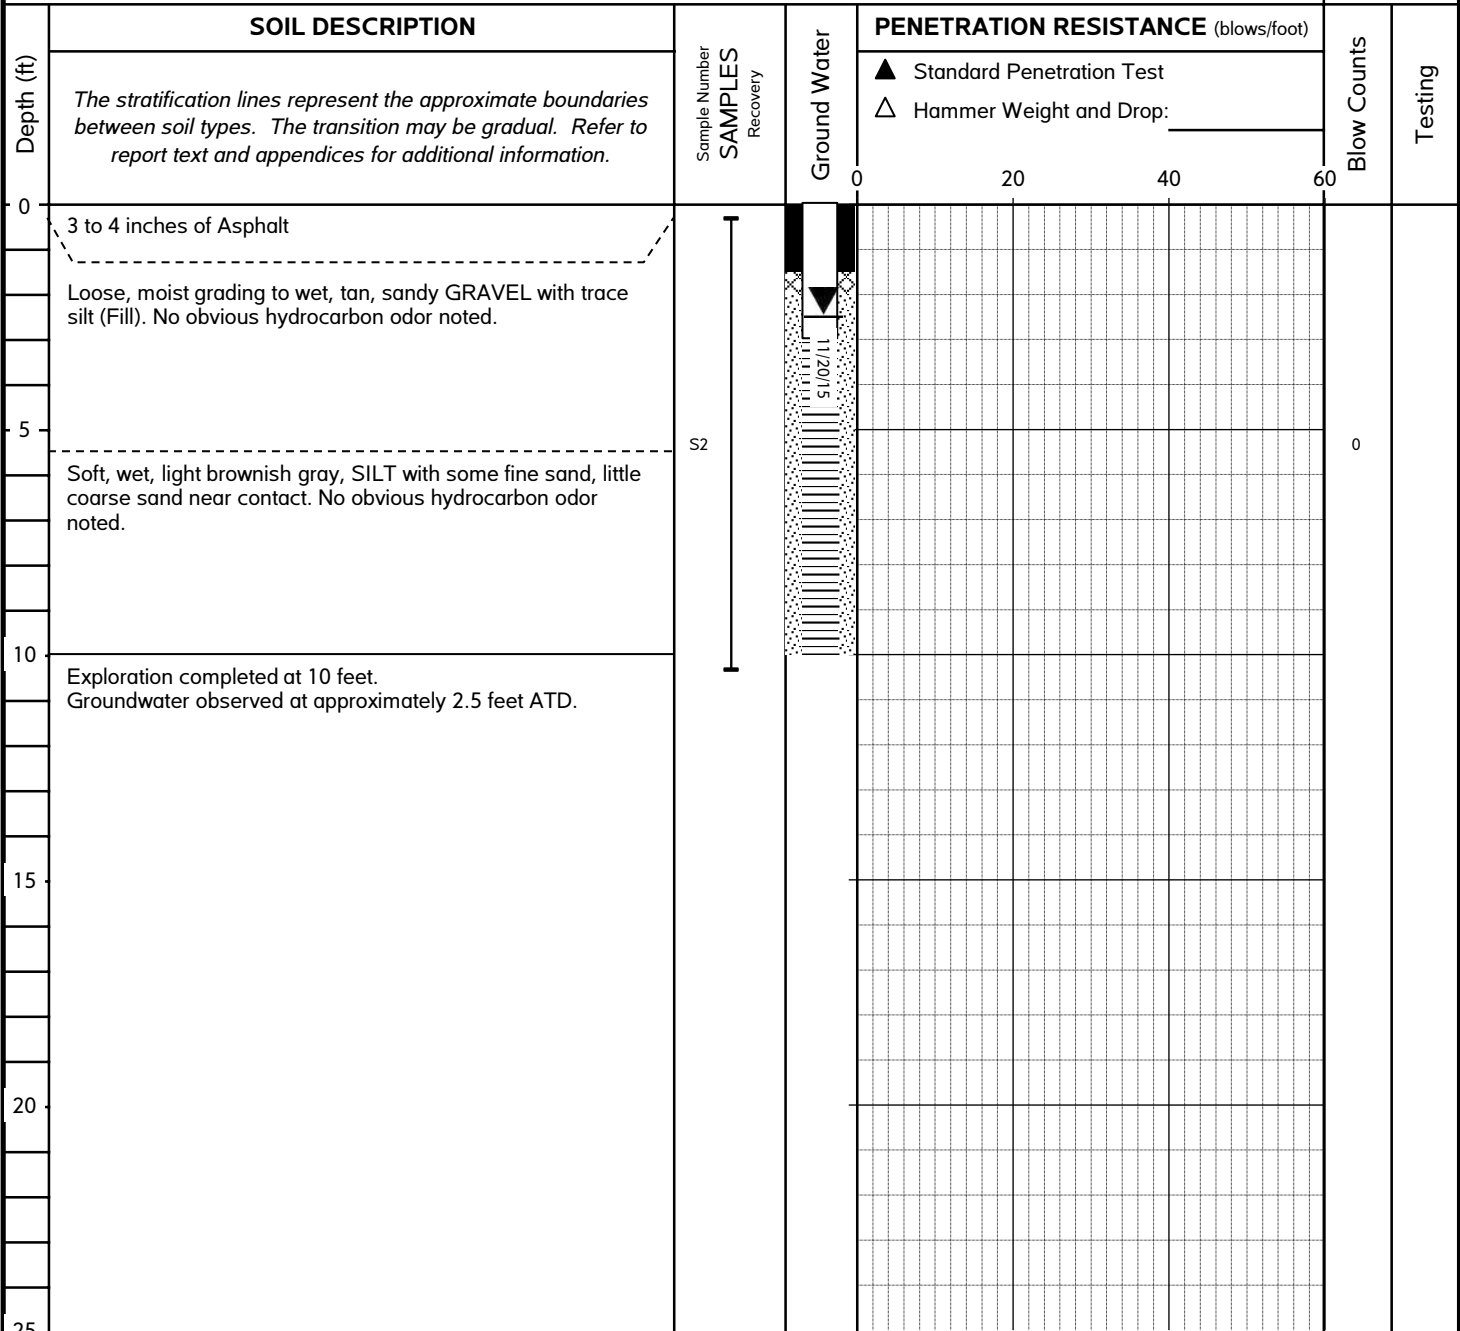 SOIL DESCRIPTION
The stratification lines represent the approximate boundaries
between soil types. The transition may be gradual. Refer to
report text and appendices for additional information.
Depth (ft)
Sample Number
SAMPLES
Recovery
Ground Water
PENETRATION RESISTANCE (blows/foot)
▲ Standard Penetration Test
△ Hammer Weight and Drop:
0 20 40 60
Blow Counts
Testing
0
3 to 4 inches of Asphalt
Loose, moist grading to wet, tan, sandy GRAVEL with trace
silt (Fill). No obvious hydrocarbon odor noted.
11/20/15
5
S2
0
Soft, wet, light brownish gray, SILT with some fine sand, little
coarse sand near contact. No obvious hydrocarbon odor
noted.
10
Exploration completed at 10 feet.
Groundwater observed at approximately 2.5 feet ATD.
15
20
25